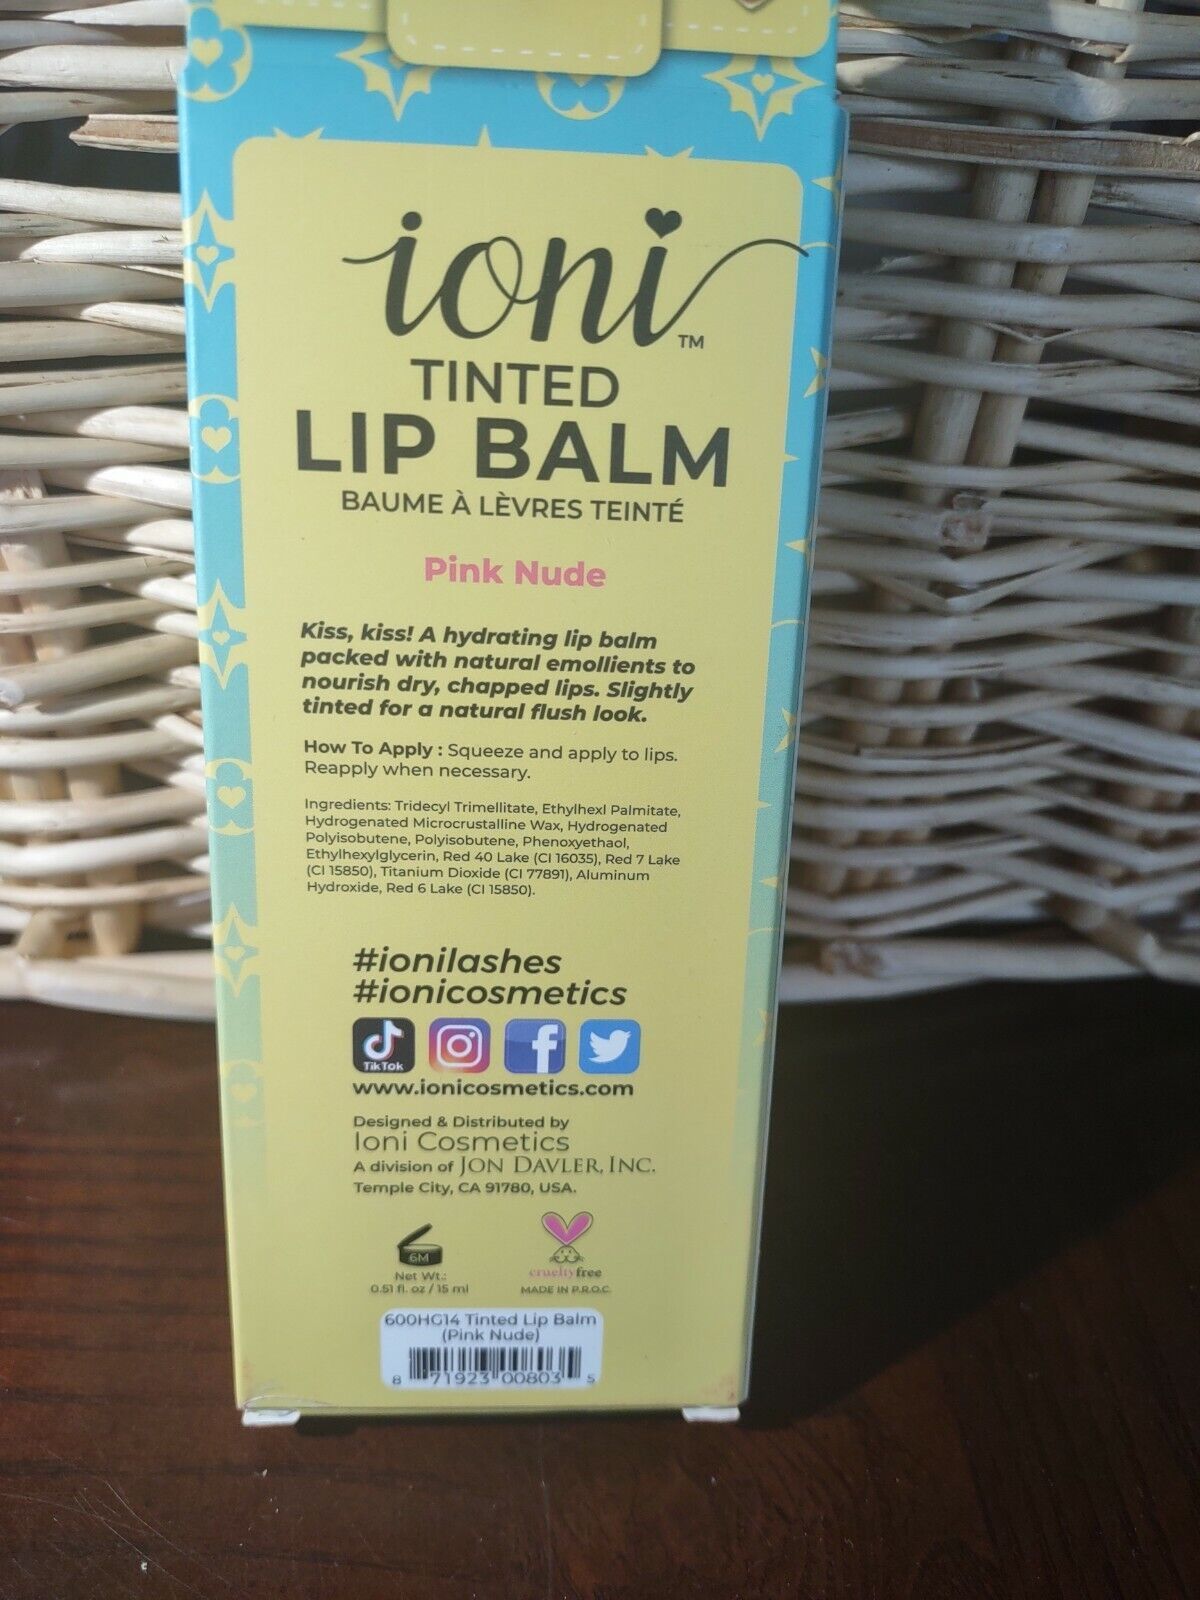 ioni™
TINTED
LIP BALM
BAUME À LÈVRES TEINTÉ
Pink Nude
Kiss, kiss! A hydrating lip balm
packed with natural emollients to
nourish dry, chapped lips. Slightly
tinted for a natural flush look.
How To Apply : Squeeze and apply to lips.
Reapply when necessary.
Ingredients: Tridecyl Trimellitate, Ethylhexl Palmitate,
Hydrogenated Microcrustalline Wax, Hydrogenated
Polyisobutene, Polyisobutene, Phenoxyethaol,
Ethylhexylglycerin, Red 40 Lake (CI 16035), Red 7 Lake
(CI 15850), Titanium Dioxide (CI 77891), Aluminum
Hydroxide, Red 6 Lake (CI 15850).
#ionilashes
#ionicosmetics
TikTok
www.ionicosmetics.com
Designed & Distributed by
Ioni Cosmetics
A division of JON DAVLER, INC.
Temple City, CA 91780, USA.
6M
Net Wt.:
0.51 fl. oz / 15 ml
crueltyfree
MADE IN P.R.O.C.
600HG14 Tinted Lip Balm
(Pink Nude)
8 71923 00803 5